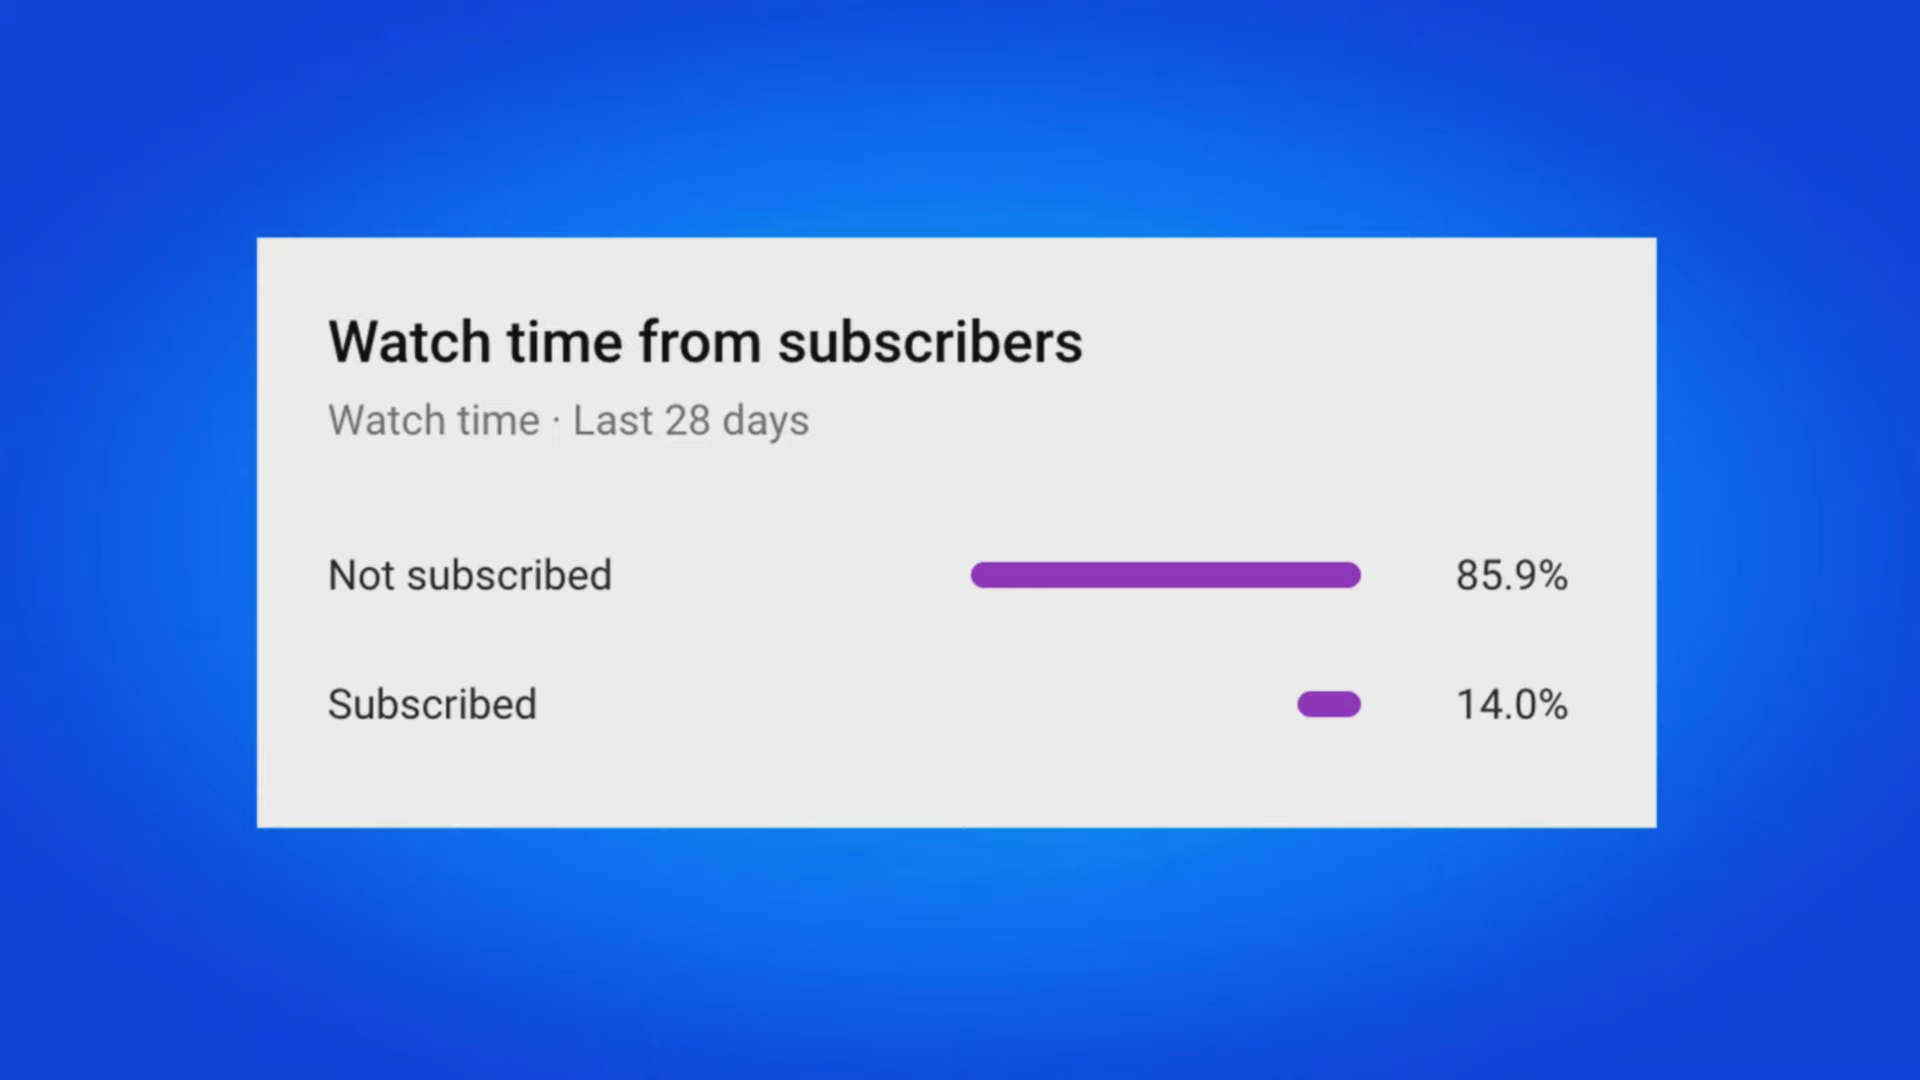 Watch time from subscribers
Watch time · Last 28 days
Not subscribed 85.9%
Subscribed 14.0%